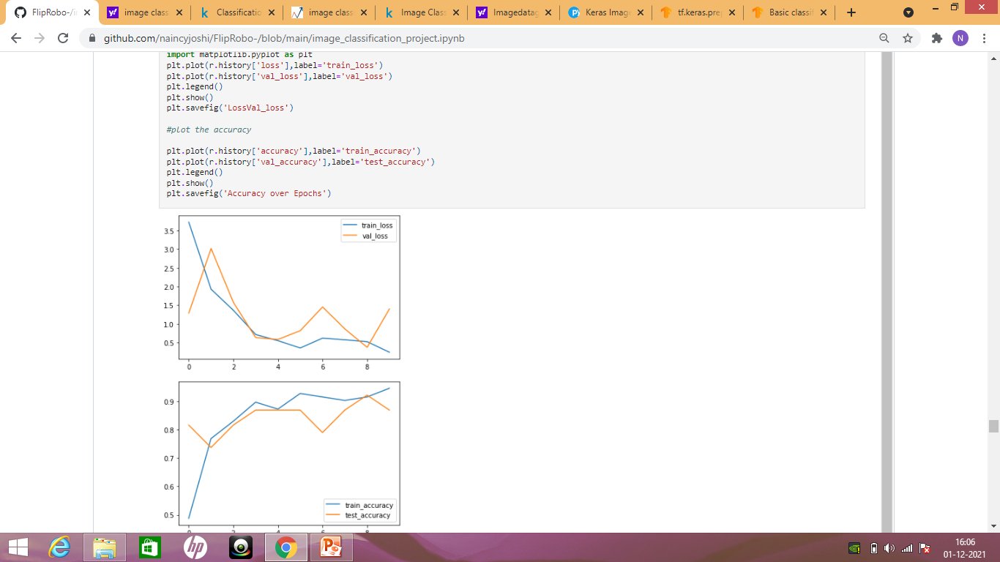 FlipRobo-/in
image class
Classificatio
image class
Image Class
Imagedatag
Keras Imag
tf.keras.pre
Basic classif
github.com/naincyjoshi/FlipRobo-/blob/main/image_classification_project.ipynb
N
import matplotlib.pyplot as plt
plt.plot(r.history['loss'],label='train_loss')
plt.plot(r.history['val_loss'],label='val_loss')
plt.legend()
plt.show()
plt.savefig('LossVal_loss')
#plot the accuracy
plt.plot(r.history['accuracy'],label='train_accuracy')
plt.plot(r.history['val_accuracy'],label='test_accuracy')
plt.legend()
plt.show()
plt.savefig('Accuracy over Epochs')
train_loss
val_loss
3.5
3.0
2.5
2.0
1.5
1.0
0.5
0 2 4 6 8
0.9
0.8
0.7
0.6
0.5
train_accuracy
test_accuracy
hp
16:06
01-12-2021